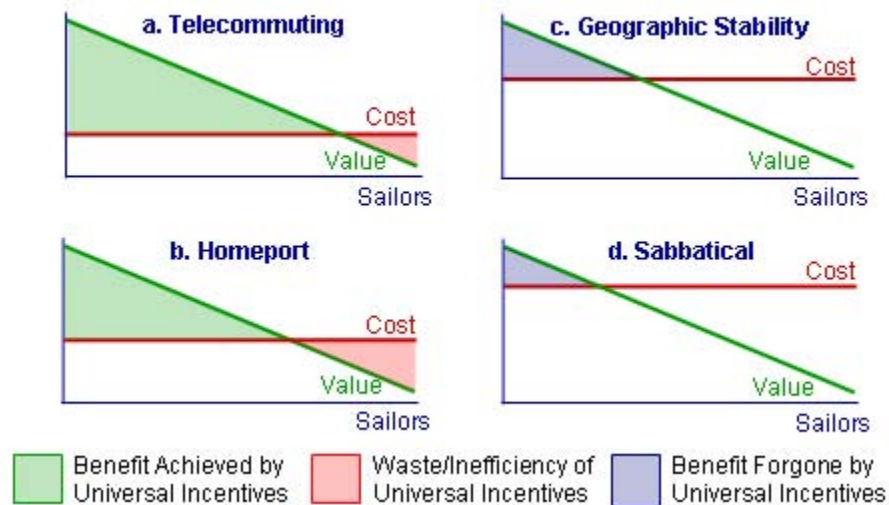 a. Telecommuting
Cost
Value
Sailors
c. Geographic Stability
Cost
Value
Sailors
b. Homeport
Cost
Value
Sailors
d. Sabbatical
Cost
Value
Sailors
Benefit Achieved by
Universal Incentives
Waste/Inefficiency of
Universal Incentives
Benefit Forgone by
Universal Incentives